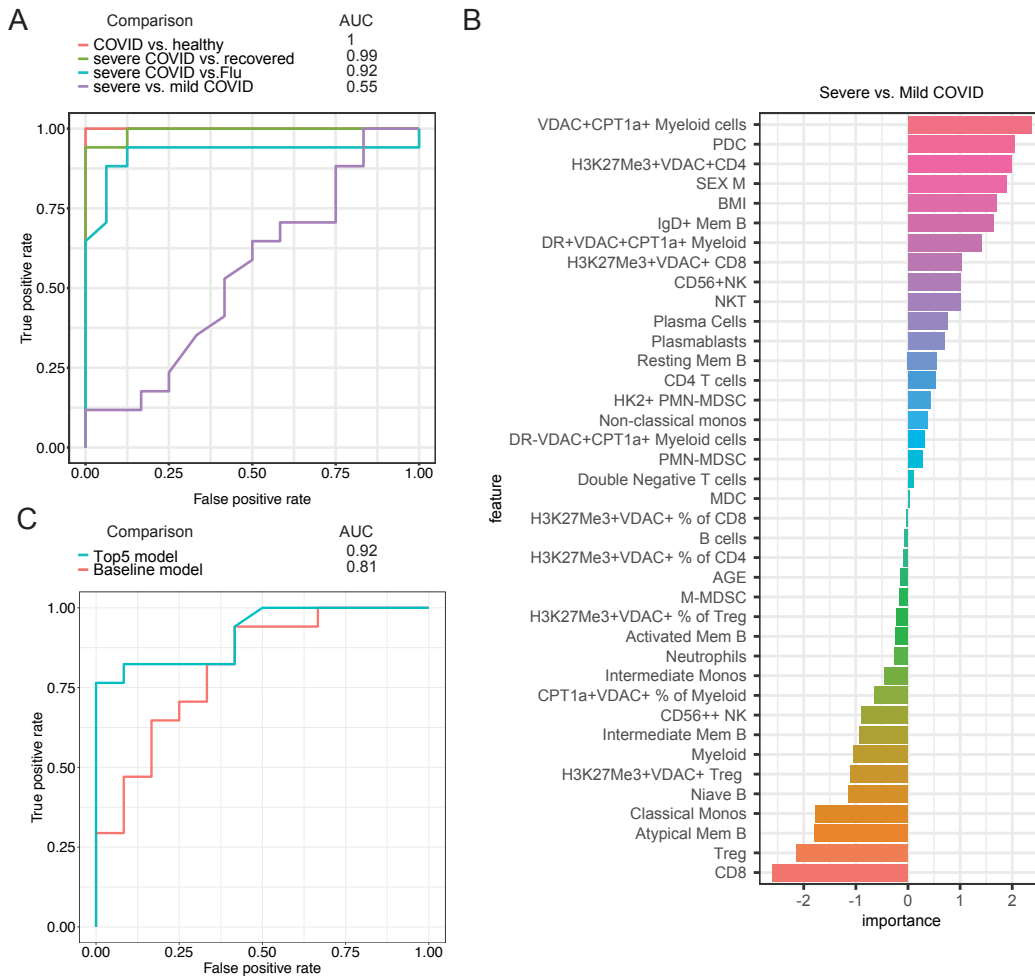 A
Comparison AUC
COVID vs. healthy 1
severe COVID vs. recovered 0.99
severe COVID vs.Flu 0.92
severe vs. mild COVID 0.55
True positive rate
1.00
0.75
0.50
0.25
0.00
0.00 0.25 0.50 0.75 1.00
False positive rate
B
Severe vs. Mild COVID
feature
VDAC+CPT1a+ Myeloid cells
PDC
H3K27Me3+VDAC+CD4
SEX M
BMI
IgD+ Mem B
DR+VDAC+CPT1a+ Myeloid
H3K27Me3+VDAC+ CD8
CD56+NK
NKT
Plasma Cells
Plasmablasts
Resting Mem B
CD4 T cells
HK2+ PMN-MDSC
Non-classical monos
DR-VDAC+CPT1a+ Myeloid cells
PMN-MDSC
Double Negative T cells
MDC
H3K27Me3+VDAC+ % of CD8
B cells
H3K27Me3+VDAC+ % of CD4
AGE
M-MDSC
H3K27Me3+VDAC+ % of Treg
Activated Mem B
Neutrophils
Intermediate Monos
CPT1a+VDAC+ % of Myeloid
CD56++ NK
Intermediate Mem B
Myeloid
H3K27Me3+VDAC+ Treg
Niave B
Classical Monos
Atypical Mem B
Treg
CD8
-2 -1 0 1 2
importance
C
Comparison AUC
Top5 model 0.92
Baseline model 0.81
True positive rate
1.00
0.75
0.50
0.25
0.00
0.00 0.25 0.50 0.75 1.00
False positive rate